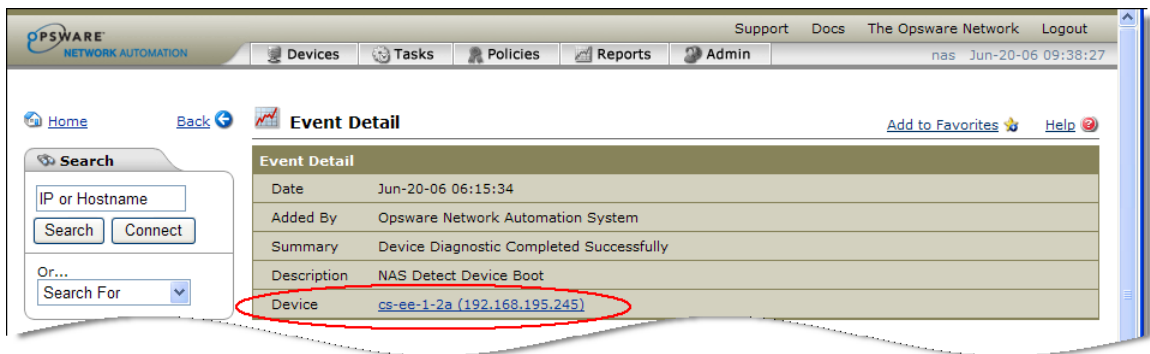 OPSWARE
NETWORK AUTOMATION
Support Docs The Opsware Network Logout
Devices Tasks Policies Reports Admin
nas Jun-20-06 09:38:27
Home Back
Event Detail
Add to Favorites Help
Search
IP or Hostname
Search Connect
Or...
Search For
Event Detail
Date Jun-20-06 06:15:34
Added By Opsware Network Automation System
Summary Device Diagnostic Completed Successfully
Description NAS Detect Device Boot
Device cs-ee-1-2a (192.168.195.245)